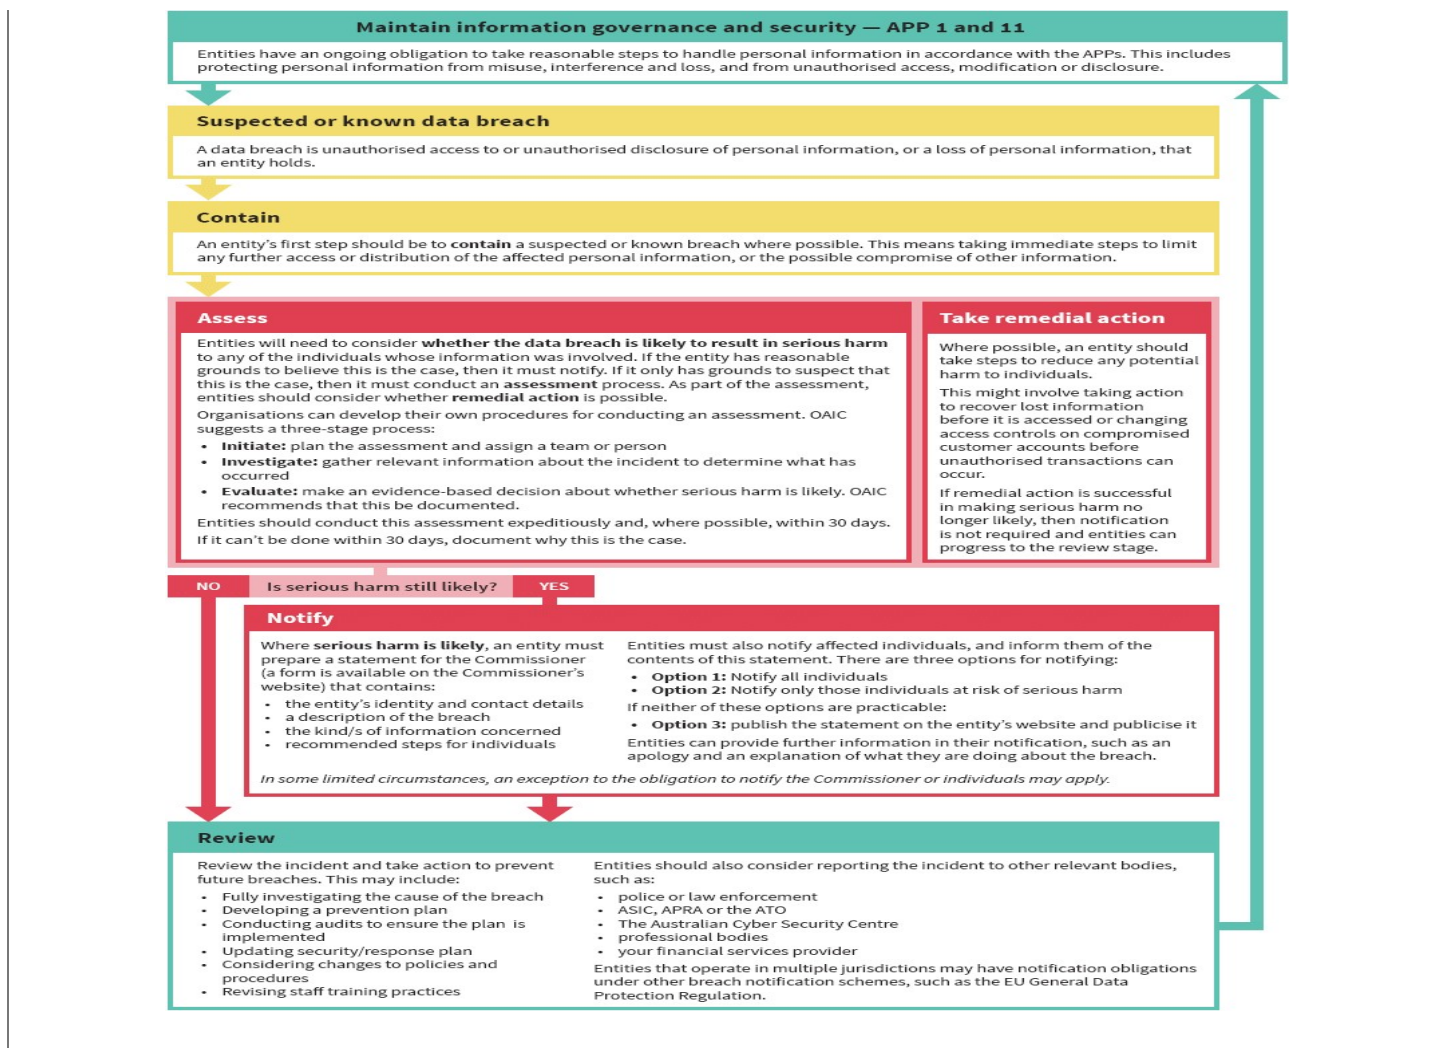 Maintain information governance and security — APP 1 and 11
Entities have an ongoing obligation to take reasonable steps to handle personal information in accordance with the APPs. This includes
protecting personal information from misuse, interference and loss, and from unauthorised access, modification or disclosure.
Suspected or known data breach
A data breach is unauthorised access to or unauthorised disclosure of personal information, or a loss of personal information, that
an entity holds.
Contain
An entity's first step should be to contain a suspected or known breach where possible. This means taking immediate steps to limit
any further access or distribution of the affected personal information, or the possible compromise of other information.
Assess
Entities will need to consider whether the data breach is likely to result in serious harm
to any of the individuals whose information was involved. If the entity has reasonable
grounds to believe this is the case, then it must notify. If it only has grounds to suspect that
this is the case, then it must conduct an assessment process. As part of the assessment,
entities should consider whether remedial action is possible.
Organisations can develop their own procedures for conducting an assessment. OAIC
suggests a three-stage process:
• Initiate: plan the assessment and assign a team or person
• Investigate: gather relevant information about the incident to determine what has
occurred
• Evaluate: make an evidence-based decision about whether serious harm is likely. OAIC
recommends that this be documented.
Entities should conduct this assessment expeditiously and, where possible, within 30 days.
If it can't be done within 30 days, document why this is the case.
Take remedial action
Where possible, an entity should
take steps to reduce any potential
harm to individuals.
This might involve taking action
to recover lost information
before it is accessed or changing
access controls on compromised
customer accounts before
unauthorised transactions can
occur.
If remedial action is successful
in making serious harm no
longer likely, then notification
is not required and entities can
progress to the review stage.
NO Is serious harm still likely? YES
Notify
Where serious harm is likely, an entity must
prepare a statement for the Commissioner
(a form is available on the Commissioner's
website) that contains:
• the entity's identity and contact details
• a description of the breach
• the kind/s of information concerned
• recommended steps for individuals
Entities must also notify affected individuals, and inform them of the
contents of this statement. There are three options for notifying:
• Option 1: Notify all individuals
• Option 2: Notify only those individuals at risk of serious harm
If neither of these options are practicable:
• Option 3: publish the statement on the entity's website and publicise it
Entities can provide further information in their notification, such as an
apology and an explanation of what they are doing about the breach.
In some limited circumstances, an exception to the obligation to notify the Commissioner or individuals may apply.
Review
Review the incident and take action to prevent
future breaches. This may include:
• Fully investigating the cause of the breach
• Developing a prevention plan
• Conducting audits to ensure the plan is
implemented
• Updating security/response plan
• Considering changes to policies and
procedures
• Revising staff training practices
Entities should also consider reporting the incident to other relevant bodies,
such as:
• police or law enforcement
• ASIC, APRA or the ATO
• The Australian Cyber Security Centre
• professional bodies
• your financial services provider
Entities that operate in multiple jurisdictions may have notification obligations
under other breach notification schemes, such as the EU General Data
Protection Regulation.